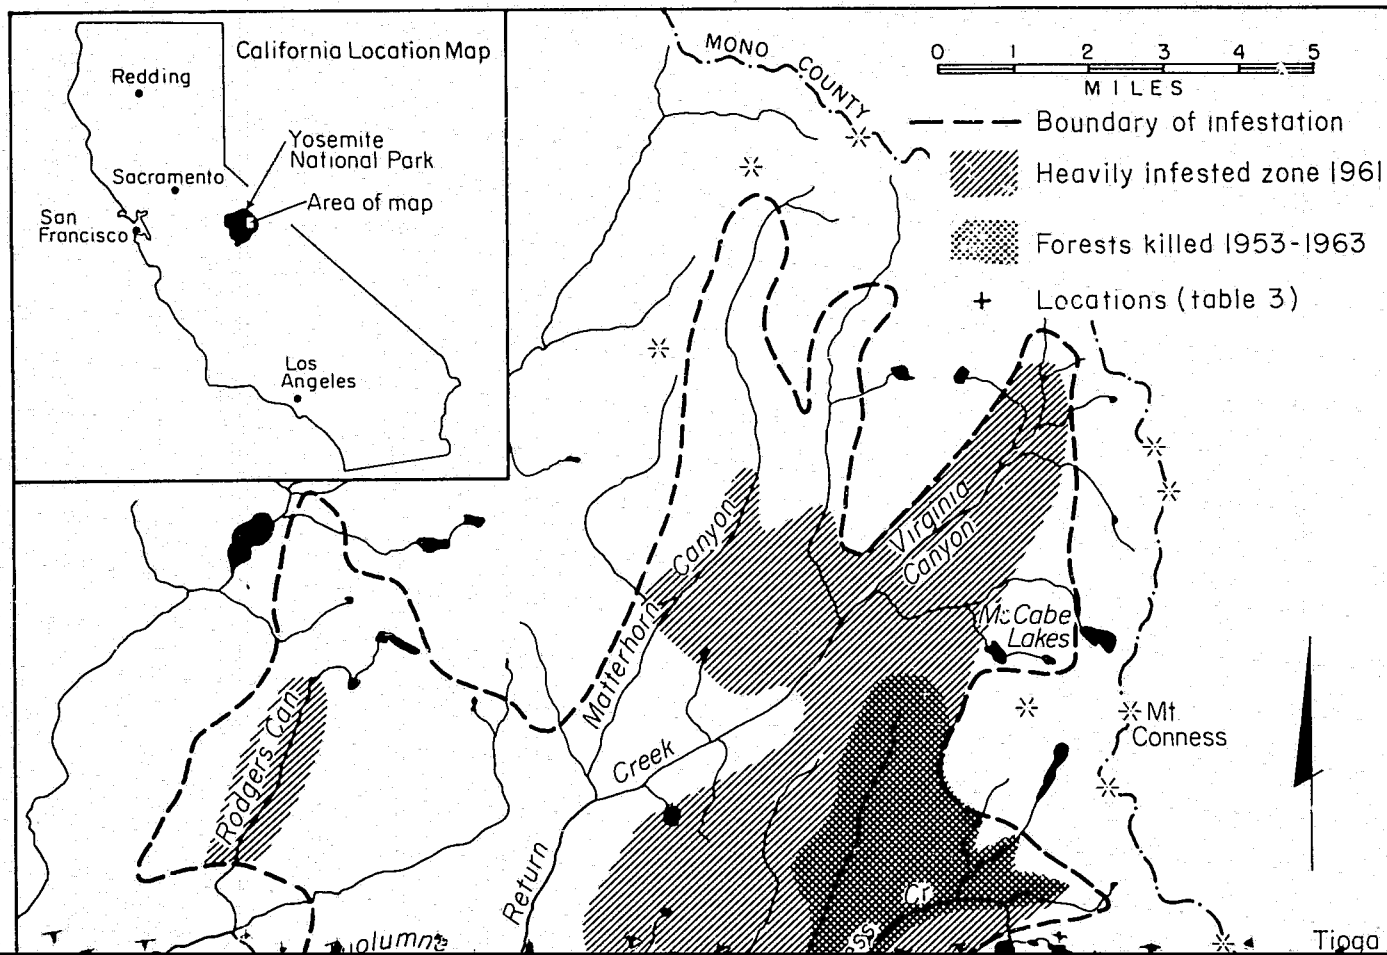 California Location Map
Redding
Yosemite
National Park
Sacramento
Area of map
San
Francisco
Los
Angeles
MONO COUNTY
0 1 2 3 4 5
MILES
Boundary of infestation
Heavily infested zone 1961
Forests killed 1953-1963
+ Locations (table 3)
Virginia
Canyon
Matterhorn Canyon
McCabe
Lakes
Rodgers Can
Mt
Conness
Creek
Return
Cr
ss
uolumne
Tioga